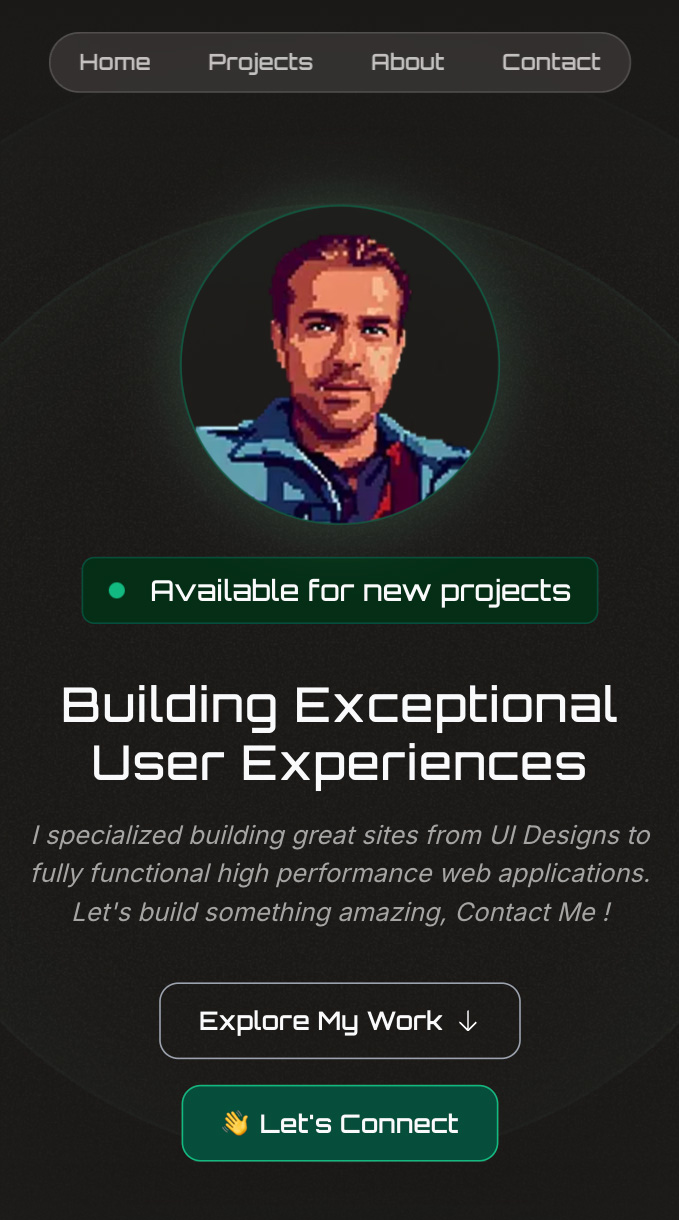 Home Projects About Contact
Available for new projects
Building Exceptional
User Experiences
I specialized building great sites from UI Designs to
fully functional high performance web applications.
Let's build something amazing, Contact Me !
Explore My Work ↓
👋 Let's Connect